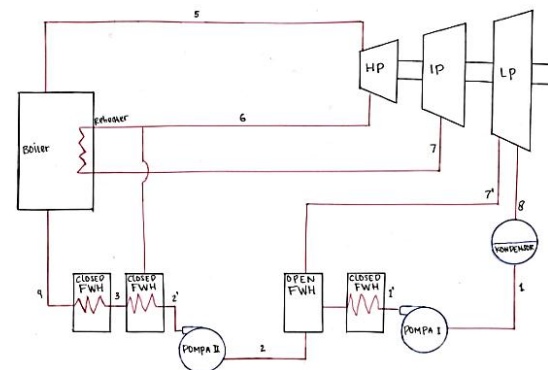 5
HP
IP
LP
Boiler
Rehoater
6
7
7'
8
KONDENSOR
CLOSED
FWH
CLOSED
FWH
OPEN
FWH
CLOSED
FWH
4
3
2'
1'
1
POMPA I
POMPA II
2